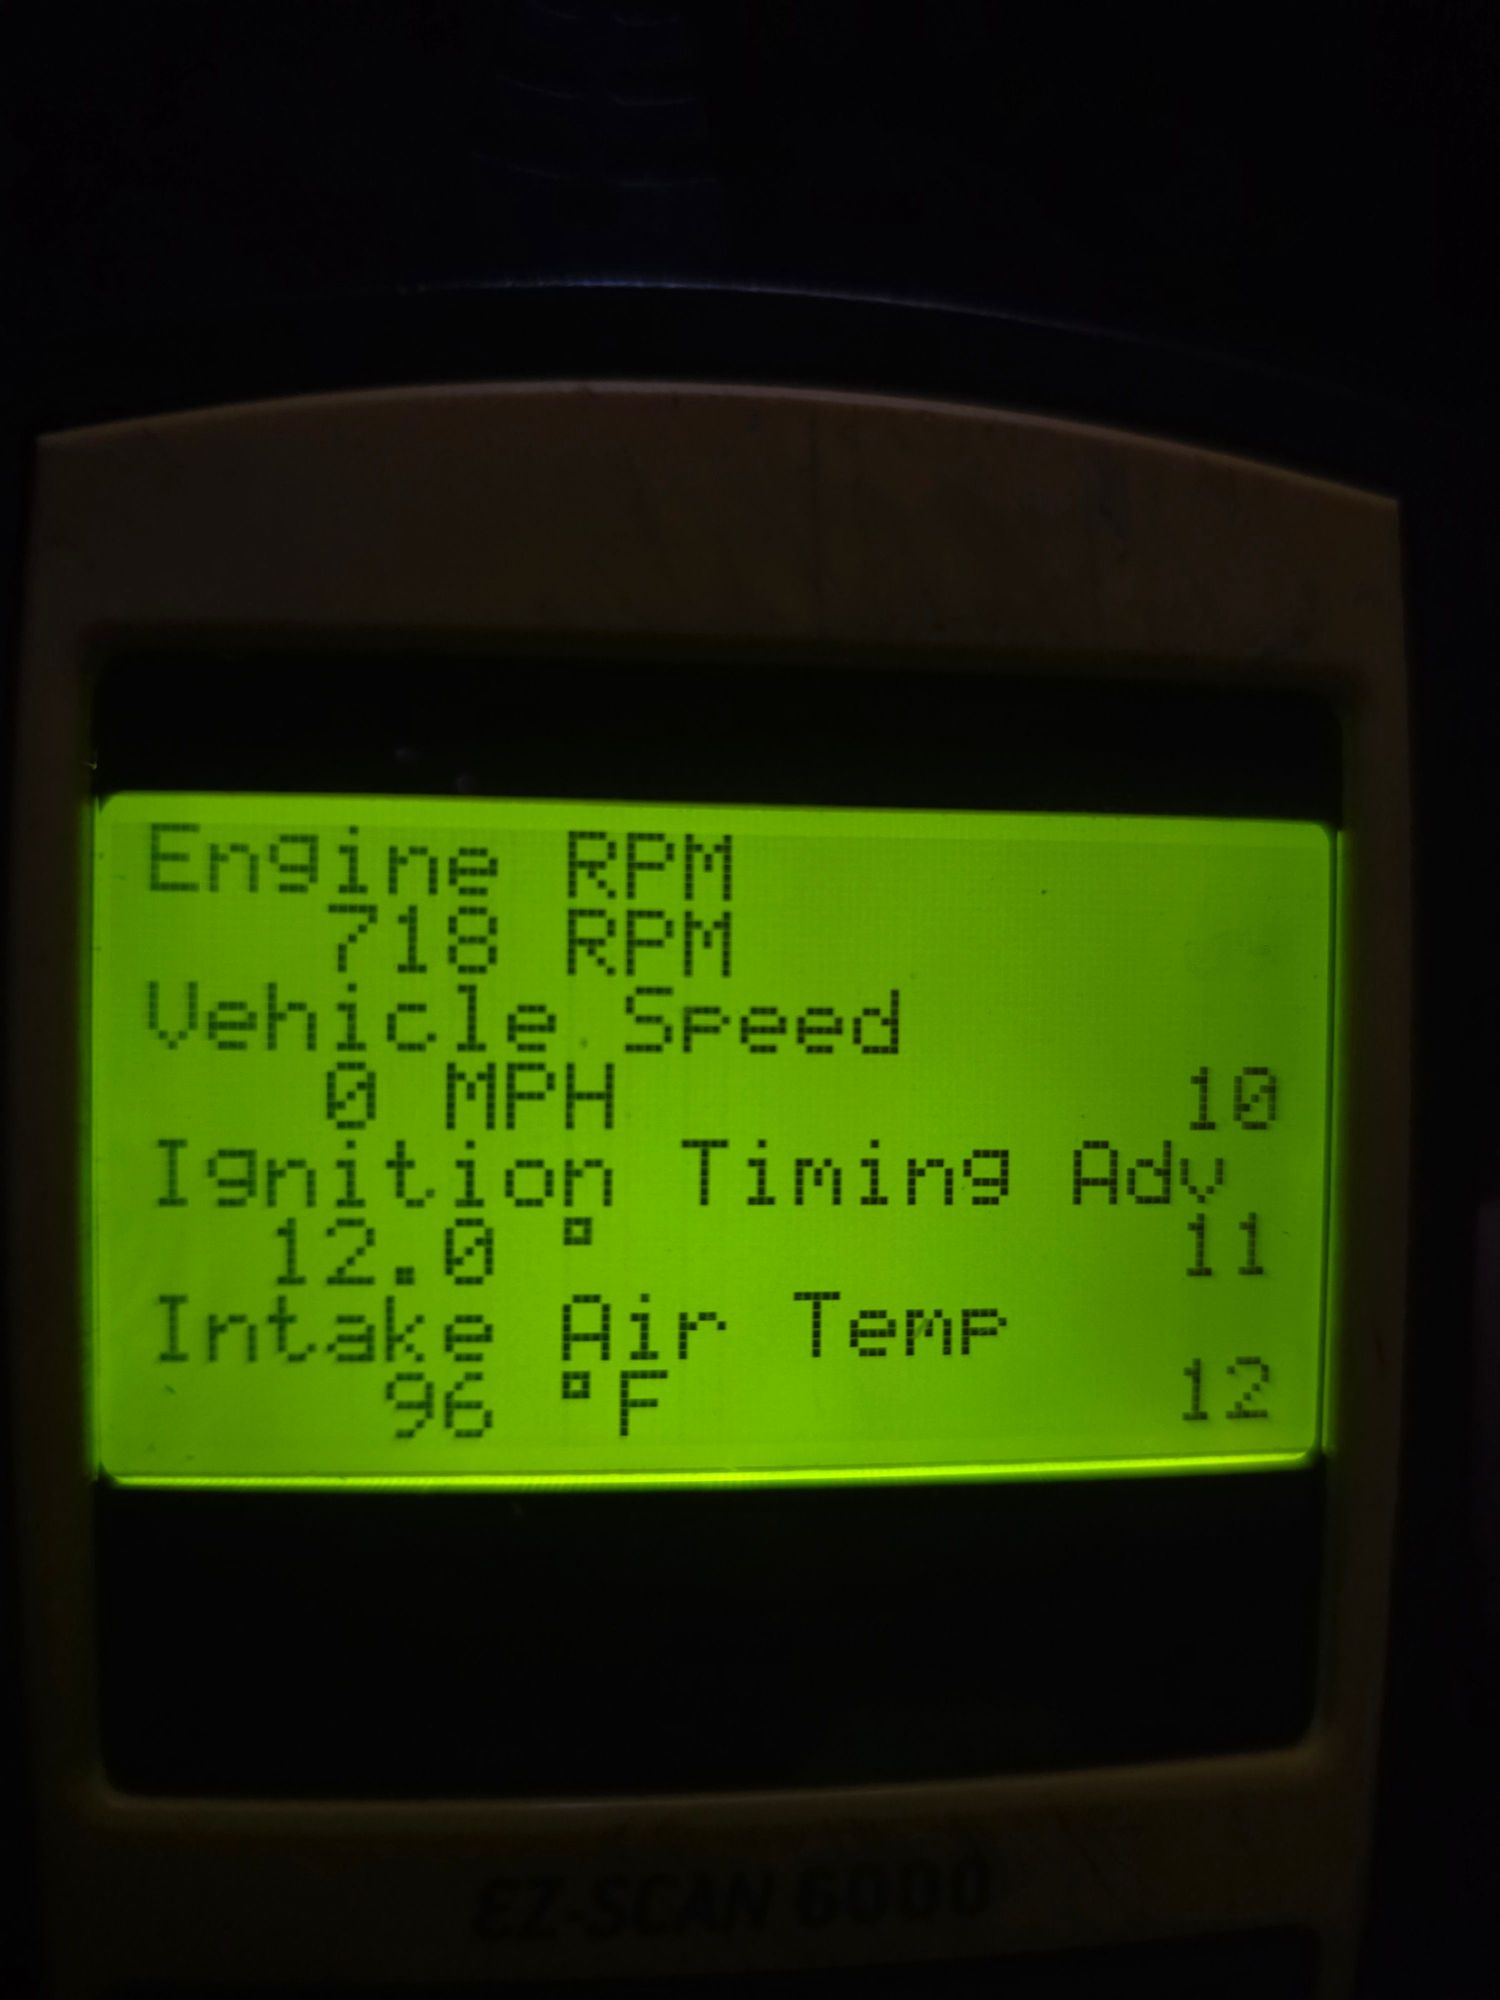 Engine RPM
718 RPM
Vehicle Speed
0 MPH 10
Ignition Timing Adv
12.0 ° 11
Intake Air Temp
96 °F 12
EZ-SCAN 6000